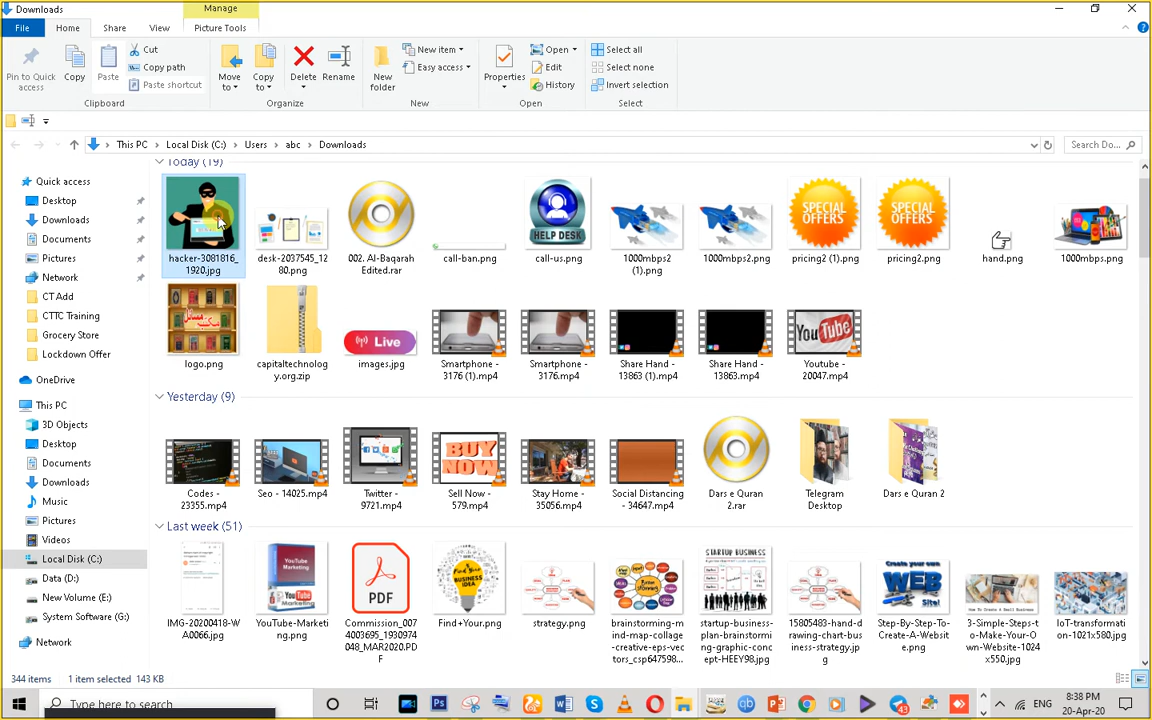 Downloads
Manage
File
Home
Share
View
Picture Tools
Pin to Quick
access
Copy
Paste
Cut
Copy path
Paste shortcut
Clipboard
Move
to
Copy
to
Delete
Rename
Organize
New
folder
New item
Easy access
New
Properties
Open
Edit
History
Open
Select all
Select none
Invert selection
Select
This PC
Local Disk (C:)
Users
abc
Downloads
Search Do...
Quick access
Desktop
Downloads
Documents
Pictures
Network
CT Add
CTTC Training
Grocery Store
Lockdown Offer
OneDrive
This PC
3D Objects
Desktop
Documents
Downloads
Music
Pictures
Videos
Local Disk (C:)
Data (D:)
New Volume (E:)
System Software (G:)
Network
Today (19)
SPECIAL
OFFERS
SPECIAL
OFFERS
HELP DESK
hacker-3081816_
1920.jpg
desk-2037545_12
80.png
002. Al-Baqarah
Edited.rar
call-ban.png
call-us.png
1000mbps2
(1).png
1000mbps2.png
pricing2 (1).png
pricing2.png
hand.png
1000mbps.png
Live
YouTube
logo.png
capitaltechnolog
y.org.zip
images.jpg
Smartphone -
3176 (1).mp4
Smartphone -
3176.mp4
Share Hand -
13863 (1).mp4
Share Hand -
13863.mp4
Youtube -
20047.mp4
Yesterday (9)
BUY
NOW
Codes -
23355.mp4
Seo - 14025.mp4
Twitter -
9721.mp4
Sell Now -
579.mp4
Stay Home -
35056.mp4
Social Distancing
- 34647.mp4
Dars e Quran
2.rar
Telegram
Desktop
Dars e Quran 2
Last week (51)
YouTube
Marketing
PDF
Find Your
BUSINESS
IDEA
STARTUP BUSINESS
Create your own
WEB
Site!
IMG-20200418-W
A0066.jpg
YouTube-Marketi
ng.png
Commission_007
4003695_1930974
048_MAR2020.PD
F
Find+Your.png
strategy.png
brainstorming-m
ind-map-collage
-creative-eps-vec
tors_csp647598...
startup-business
-plan-brainstormi
ng-graphic-conc
ept-HEEY98.jpg
15805483-hand-d
rawing-chart-bus
iness-strategy.jp
g
Step-By-Step-To-
Create-A-Websit
e.png
3-Simple-Steps-t
o-Make-Your-O
wn-Website-1024
x550.jpg
IoT-transformati
on-1021x580.jpg
344 items
1 item selected 143 KB
Type here to search
43
ENG
8:38 PM
20-Apr-20